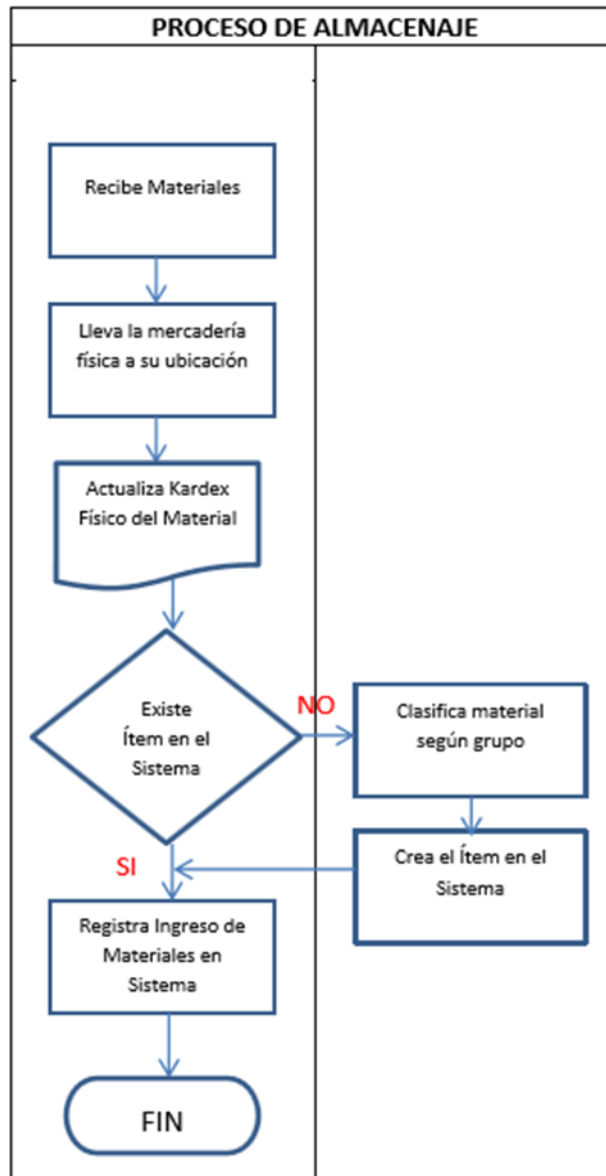 PROCESO DE ALMACENAJE
Recibe Materiales
Lleva la mercadería
física a su ubicación
Actualiza Kardex
Físico del Material
Existe
Ítem en el
Sistema
NO
Clasifica material
según grupo
Crea el Ítem en el
Sistema
SI
Registra Ingreso de
Materiales en
Sistema
FIN